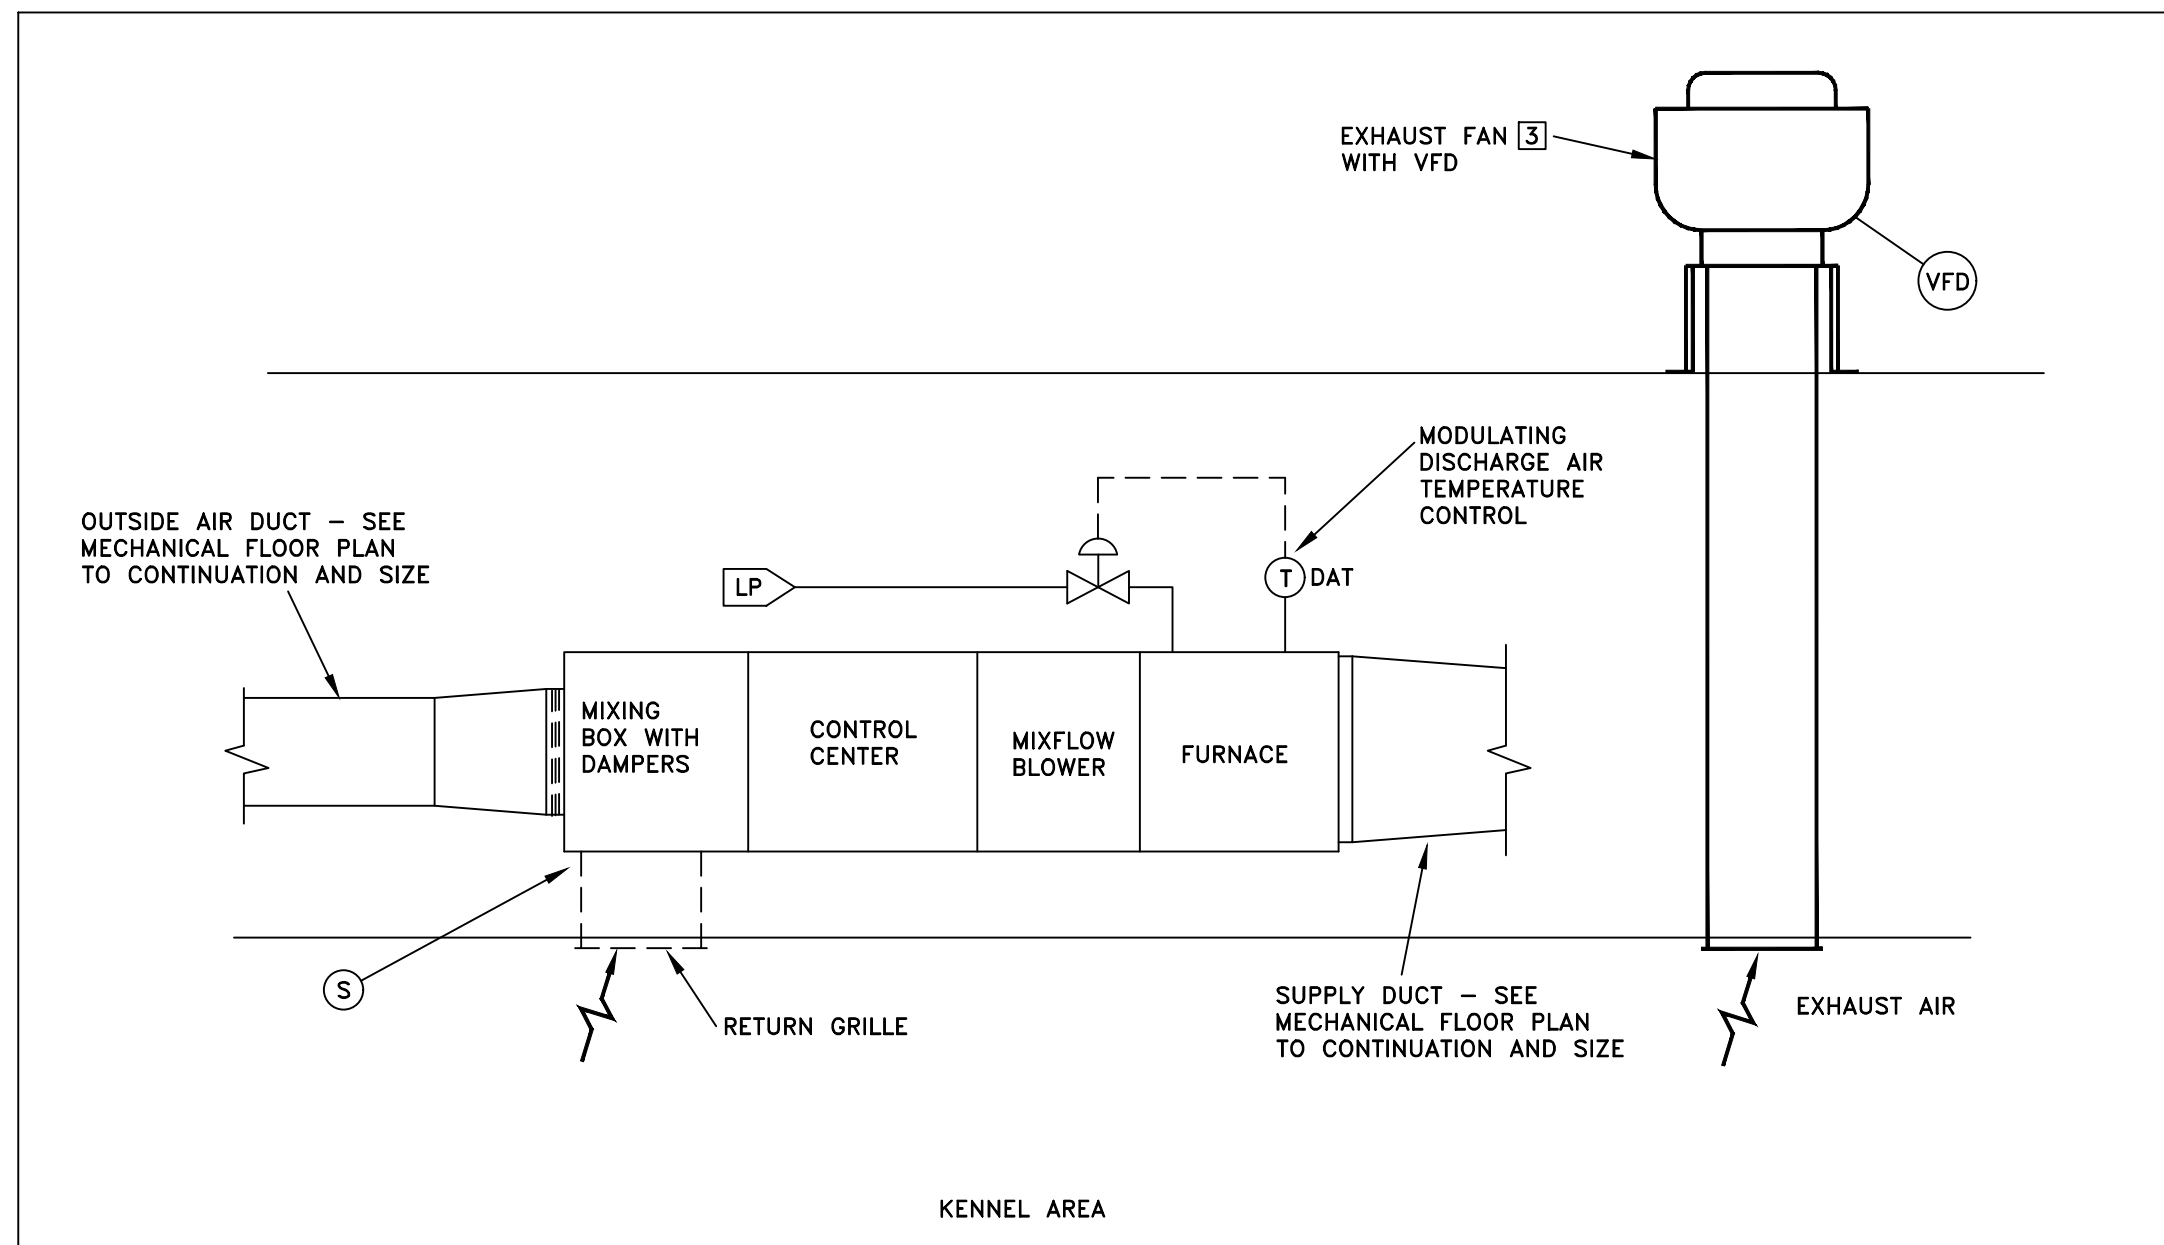 EXHAUST FAN 3
WITH VFD
VFD
MODULATING
DISCHARGE AIR
TEMPERATURE
CONTROL
OUTSIDE AIR DUCT – SEE
MECHANICAL FLOOR PLAN
TO CONTINUATION AND SIZE
LP
T DAT
MIXING
BOX WITH
DAMPERS
CONTROL
CENTER
MIXFLOW
BLOWER
FURNACE
S
RETURN GRILLE
SUPPLY DUCT – SEE
MECHANICAL FLOOR PLAN
TO CONTINUATION AND SIZE
EXHAUST AIR
KENNEL AREA